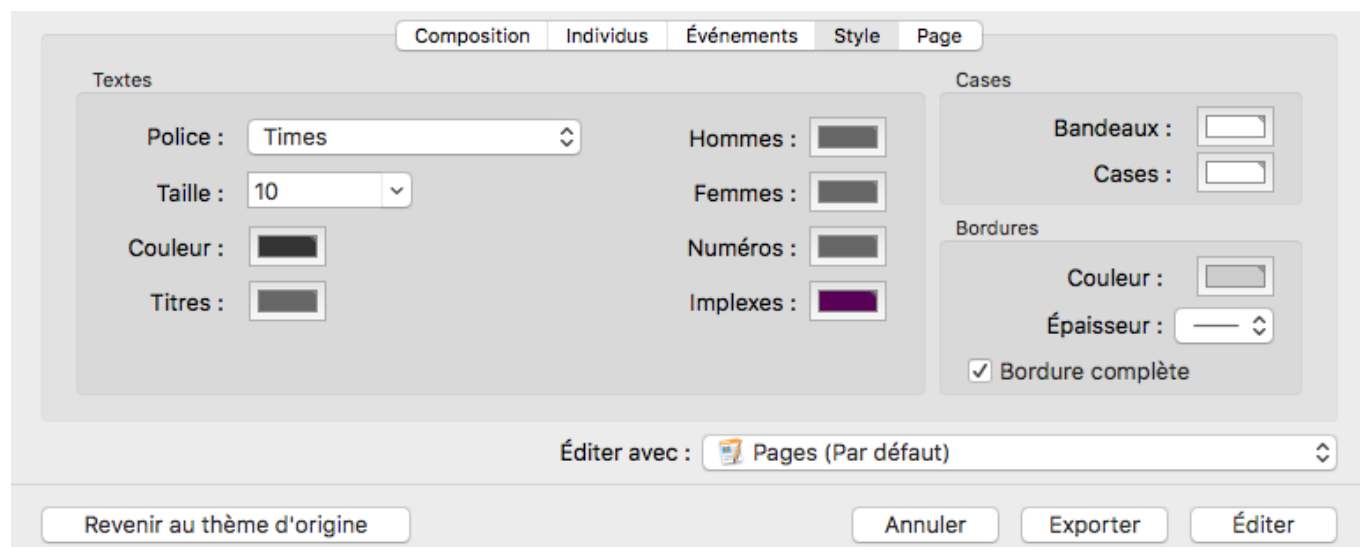 Composition Individus Événements Style Page
Textes
Police : Times
Taille : 10
Couleur :
Titres :
Hommes :
Femmes :
Numéros :
Implexes :
Cases
Bandeaux :
Cases :
Bordures
Couleur :
Épaisseur :
Bordure complète
Éditer avec : Pages (Par défaut)
Revenir au thème d'origine Annuler Exporter Éditer